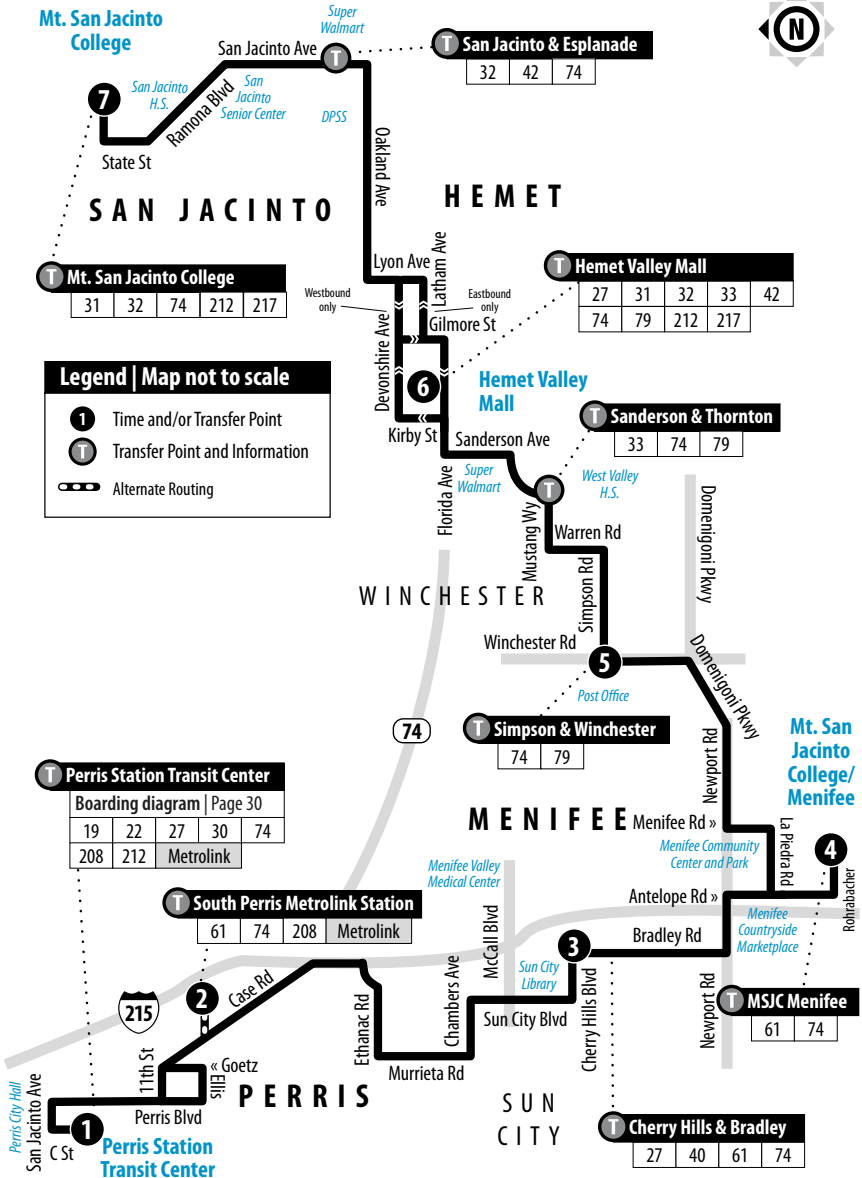 Mt. San Jacinto
College
Super
Walmart
N
San Jacinto Ave
T
T San Jacinto & Esplanade
32 42 74
7
San Jacinto
H.S.
Ramona Blvd
San
Jacinto
Senior Center
DPSS
State St
Oakland Ave
SAN JACINTO
HEMET
T Mt. San Jacinto College
31 32 74 212 217
Lyon Ave
Latham Ave
Westbound
only
Eastbound
only
Devonshire Ave
Gilmore St
T Hemet Valley Mall
27 31 32 33 42
74 79 212 217
6
Hemet Valley
Mall
Kirby St
Legend | Map not to scale
1 Time and/or Transfer Point
T Transfer Point and Information
Alternate Routing
Sanderson Ave
T Sanderson & Thornton
33 74 79
Florida Ave
Super
Walmart
T
West Valley
H.S.
Mustang Wy
Warren Rd
Domenigoni Pkwy
WINCHESTER
Simpson Rd
Winchester Rd
5
Post Office
Domenigoni Pkwy
74
T Simpson & Winchester
74 79
Newport Rd
Mt. San
Jacinto
College/
Menifee
T Perris Station Transit Center
Boarding diagram | Page 30
19 22 27 30 74
208 212 Metrolink
MENIFEE
Menifee Rd »
Menifee Community
Center and Park
La Piedra Rd
4
Rohrabacher
Menifee Valley
Medical Center
T South Perris Metrolink Station
61 74 208 Metrolink
Antelope Rd »
Menifee
Countryside
Marketplace
McCall Blvd
3
Bradley Rd
Sun City
Library
215
2
Case Rd
Ethanac Rd
Chambers Ave
Sun City Blvd
Cherry Hills Blvd
Newport Rd
T MSJC Menifee
61 74
11th St
« Goetz
Ellis
Murrieta Rd
PERRIS
SUN
CITY
Perris City Hall
San Jacinto Ave
C St
1
Perris Blvd
Perris Station
Transit Center
T Cherry Hills & Bradley
27 40 61 74